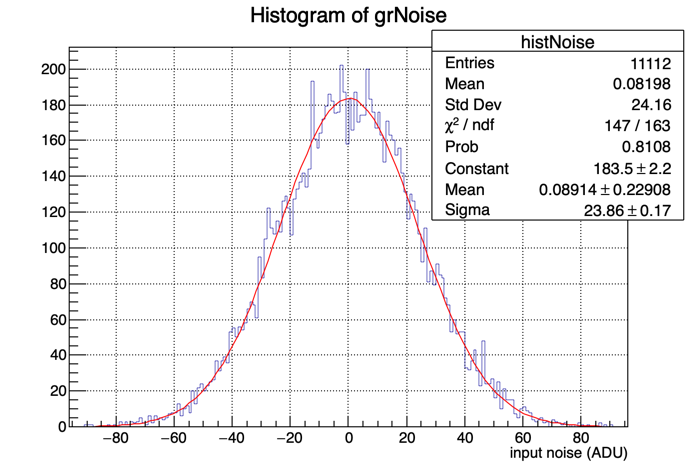 Histogram of grNoise
histNoise
Entries 11112
Mean 0.08198
Std Dev 24.16
χ² / ndf 147 / 163
Prob 0.8108
Constant 183.5 ± 2.2
Mean 0.08914 ± 0.22908
Sigma 23.86 ± 0.17
200
180
160
140
120
100
80
60
40
20
0
−80 −60 −40 −20 0 20 40 60 80
input noise (ADU)